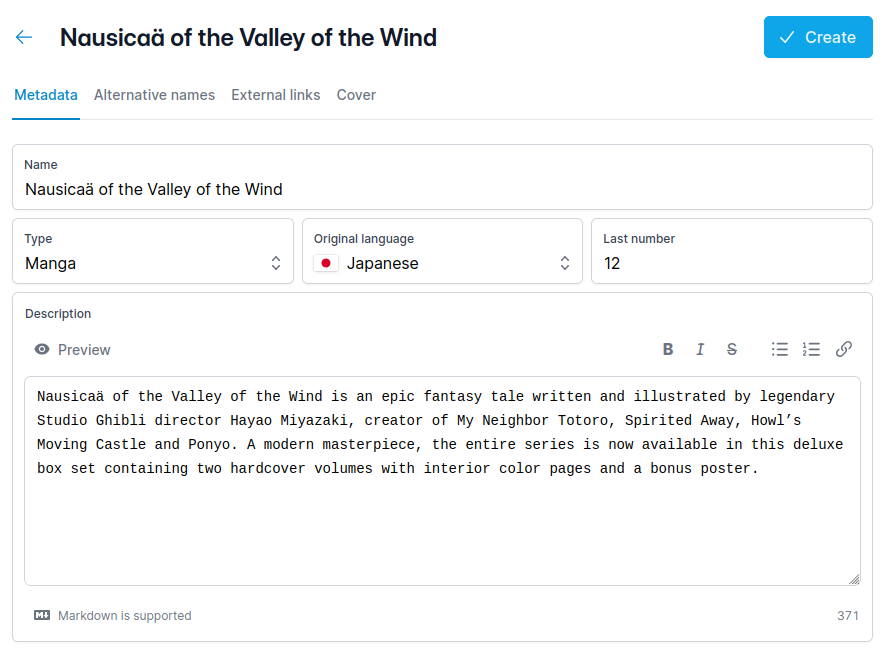 Nausicaä of the Valley of the Wind
Create
Metadata Alternative names External links Cover
Name
Nausicaä of the Valley of the Wind
Type
Manga
Original language
Japanese
Last number
12
Description
Preview
B I S
Nausicaä of the Valley of the Wind is an epic fantasy tale written and illustrated by legendary
Studio Ghibli director Hayao Miyazaki, creator of My Neighbor Totoro, Spirited Away, Howl’s
Moving Castle and Ponyo. A modern masterpiece, the entire series is now available in this deluxe
box set containing two hardcover volumes with interior color pages and a bonus poster.
Markdown is supported
371